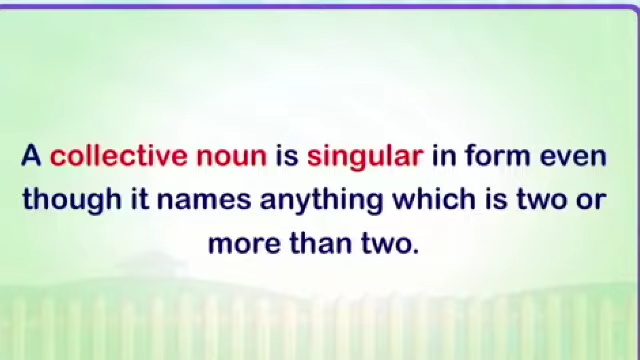 A collective noun is singular in form even
though it names anything which is two or
more than two.